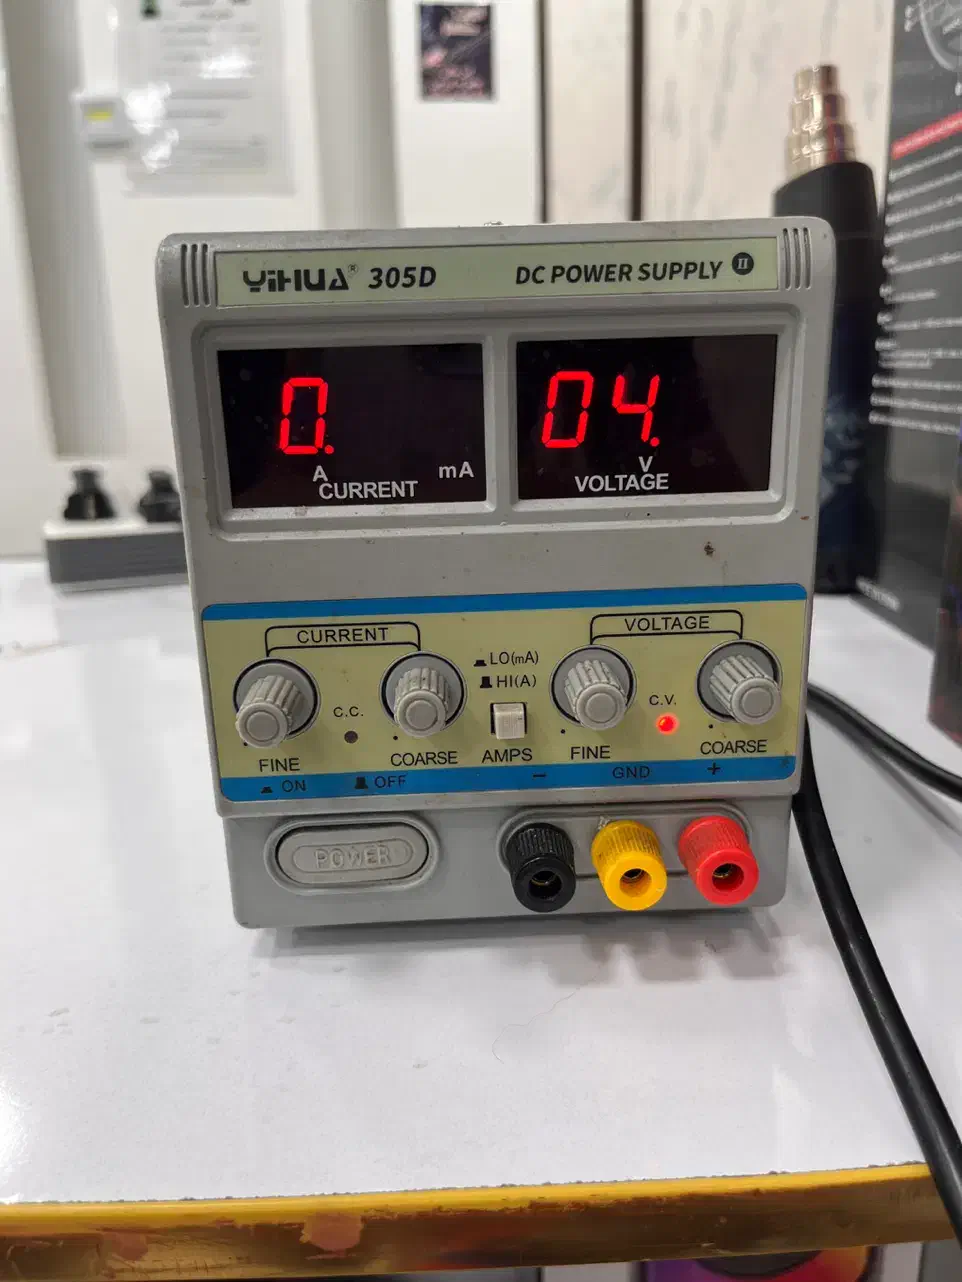 YiHUA® 305D
DC POWER SUPPLY II
0.
04.
A
mA
CURRENT
V
VOLTAGE
CURRENT
VOLTAGE
LO(mA)
HI(A)
C.C.
C.V.
FINE
COARSE
AMPS
FINE
COARSE
ON
OFF
−
GND
+
POWER